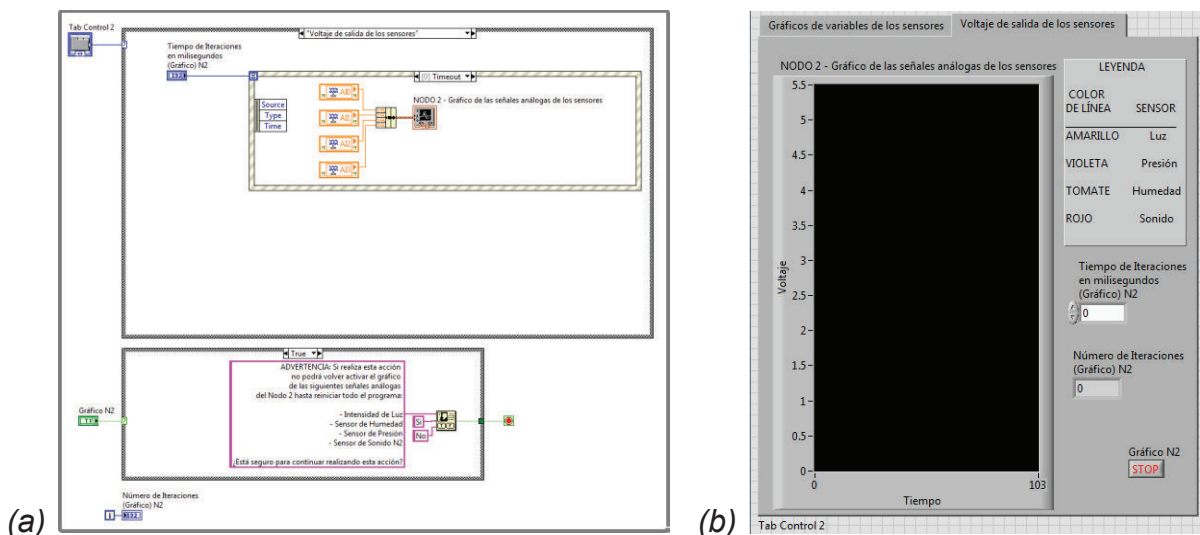 Tab Control 2
"Voltaje de salida de los sensores"
Tiempo de Iteraciones
en milisegundos
(Gráfico) N2
U32
[0] Timeout
Source
Type
Time
NODO 2 - Gráfico de las señales análogas de los sensores
True
ADVERTENCIA: Si realiza esta acción
no podrá volver activar el gráfico
de las siguientes señales análogas
del Nodo 2 hasta reiniciar todo el programa:
- Intensidad de Luz
- Sensor de Humedad
- Sensor de Presión
- Sensor de Sonido N2
¿Está seguro para continuar realizando esta acción?
Si
No
Gráfico N2
TF
Número de Iteraciones
(Gráfico) N2
i
I32
(a)
Gráficos de variables de los sensores
Voltaje de salida de los sensores
NODO 2 - Gráfico de las señales análogas de los sensores
5.5
5
4.5
4
3.5
3
2.5
2
1.5
1
0.5
0
Voltaje
0
103
Tiempo
LEYENDA
COLOR
DE LÍNEA SENSOR
AMARILLO Luz
VIOLETA Presión
TOMATE Humedad
ROJO Sonido
Tiempo de Iteraciones
en milisegundos
(Gráfico) N2
0
Número de Iteraciones
(Gráfico) N2
0
Gráfico N2
STOP
Tab Control 2
(b)